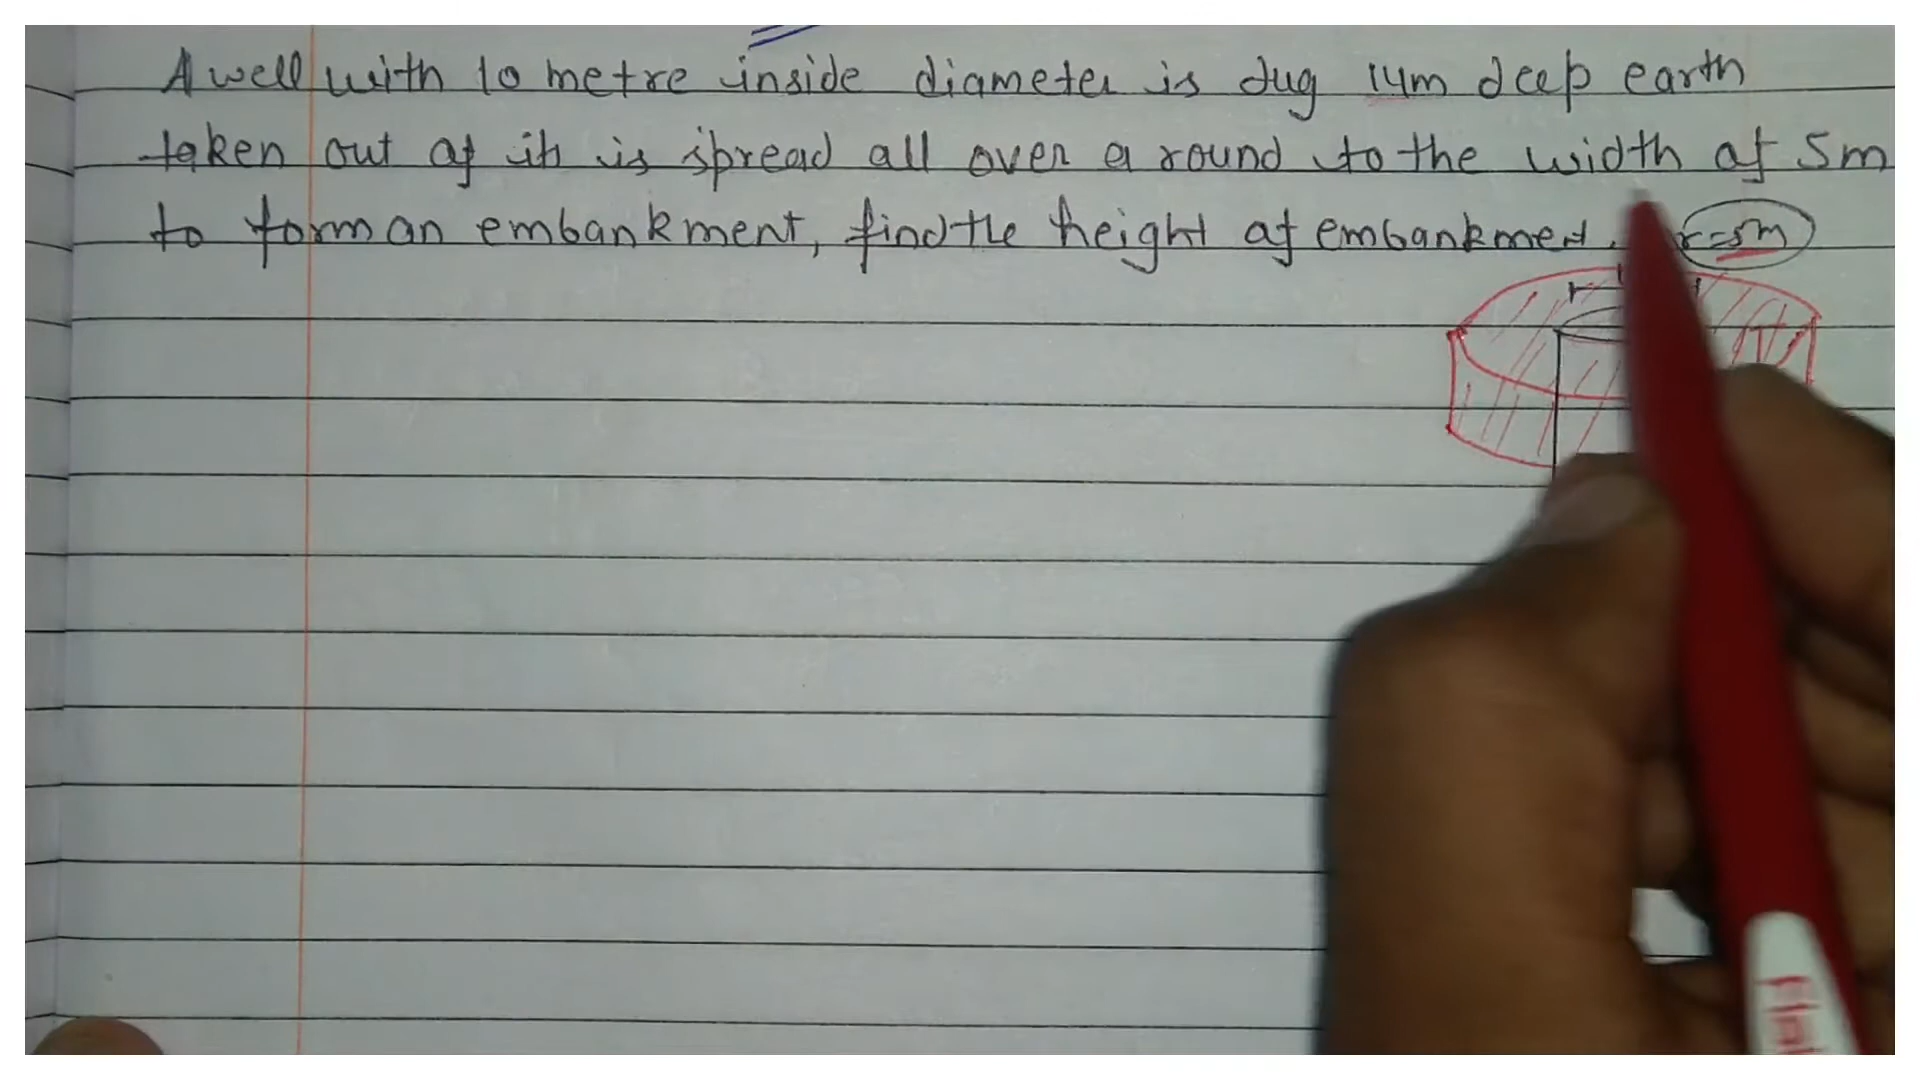 A well with 10 metre inside diameter is dug 14m deep earth
taken out of it is spread all over a round to the width of 5m
to form an embankment, find the height of embankment.
r=5m